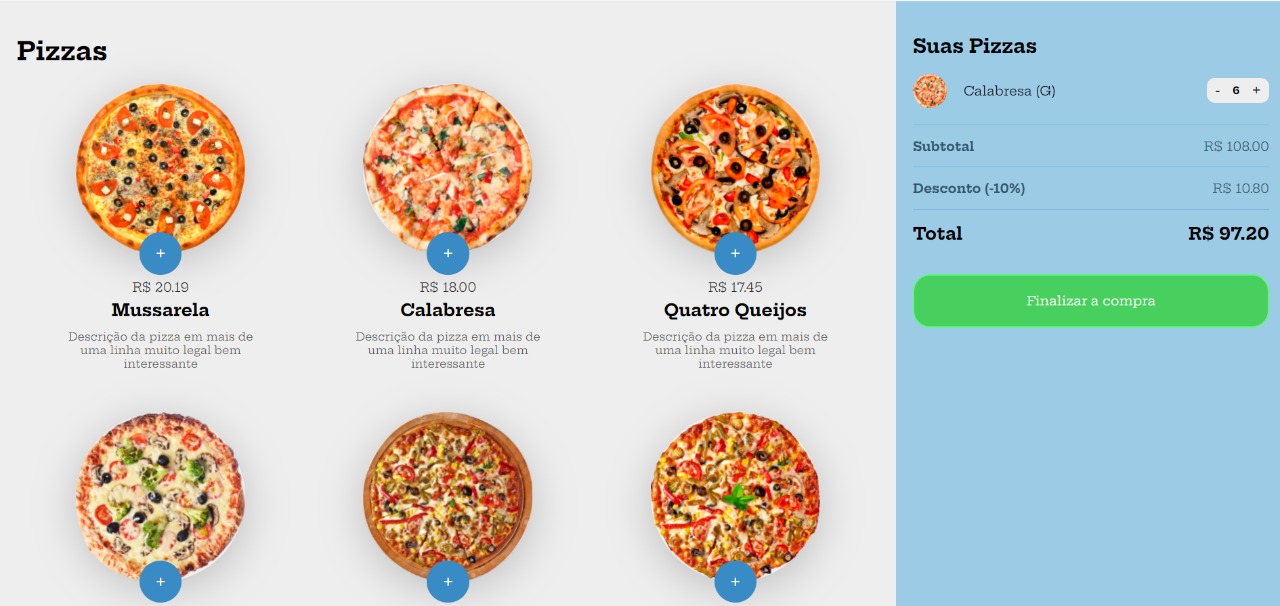 Pizzas
+
+
+
R$ 20.19
R$ 18.00
R$ 17.45
Mussarela
Calabresa
Quatro Queijos
Descrição da pizza em mais de
uma linha muito legal bem
interessante
Descrição da pizza em mais de
uma linha muito legal bem
interessante
Descrição da pizza em mais de
uma linha muito legal bem
interessante
+
+
+
Suas Pizzas
Calabresa (G)
- 6 +
Subtotal R$ 108.00
Desconto (-10%) R$ 10.80
Total R$ 97.20
Finalizar a compra